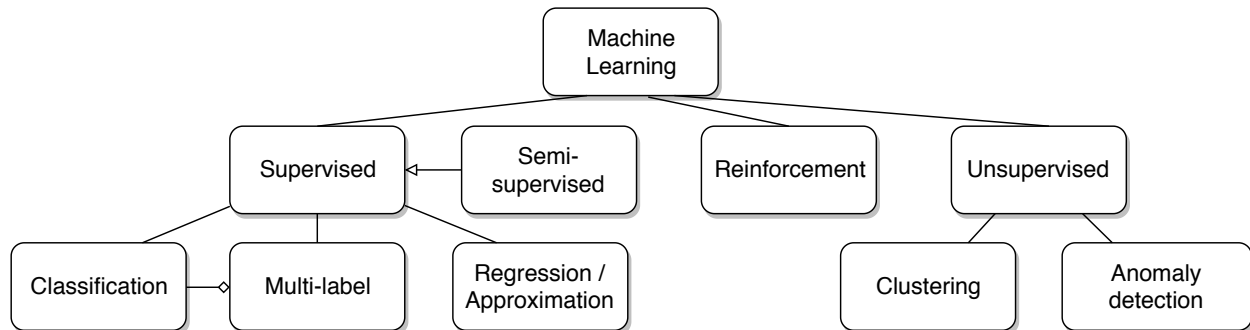 Machine
Learning
Supervised
Semi-
supervised
Reinforcement
Unsupervised
Classification
Multi-label
Regression /
Approximation
Clustering
Anomaly
detection